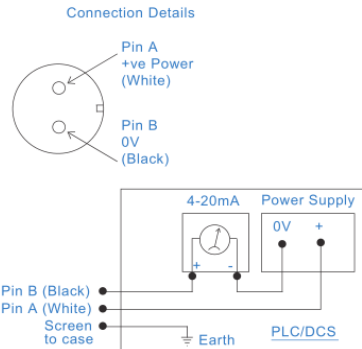 Connection Details
Pin A
+ve Power
(White)
Pin B
0V
(Black)
4-20mA
Power Supply
0V +
+ -
Pin B (Black)
Pin A (White)
Screen
to case
Earth
PLC/DCS